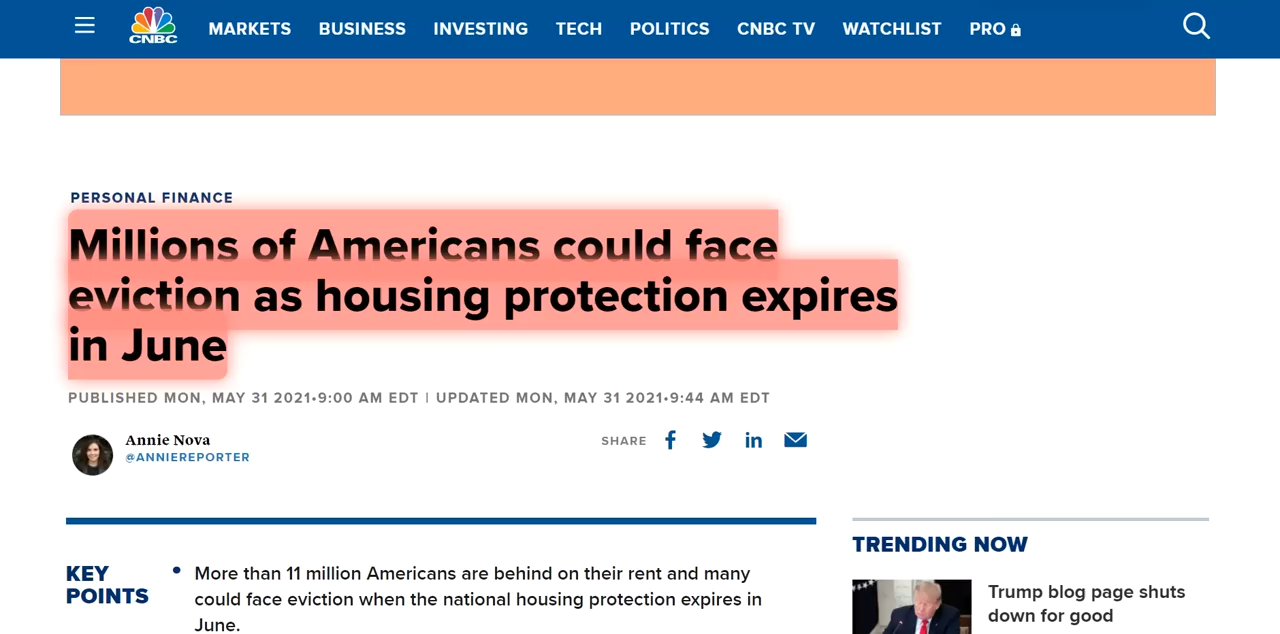 CNBC
MARKETS BUSINESS INVESTING TECH POLITICS CNBC TV WATCHLIST PRO
PERSONAL FINANCE
Millions of Americans could face
eviction as housing protection expires
in June
PUBLISHED MON, MAY 31 2021•9:00 AM EDT | UPDATED MON, MAY 31 2021•9:44 AM EDT
Annie Nova
@ANNIEREPORTER
SHARE
KEY
POINTS
• More than 11 million Americans are behind on their rent and many
could face eviction when the national housing protection expires in
June.
TRENDING NOW
Trump blog page shuts
down for good